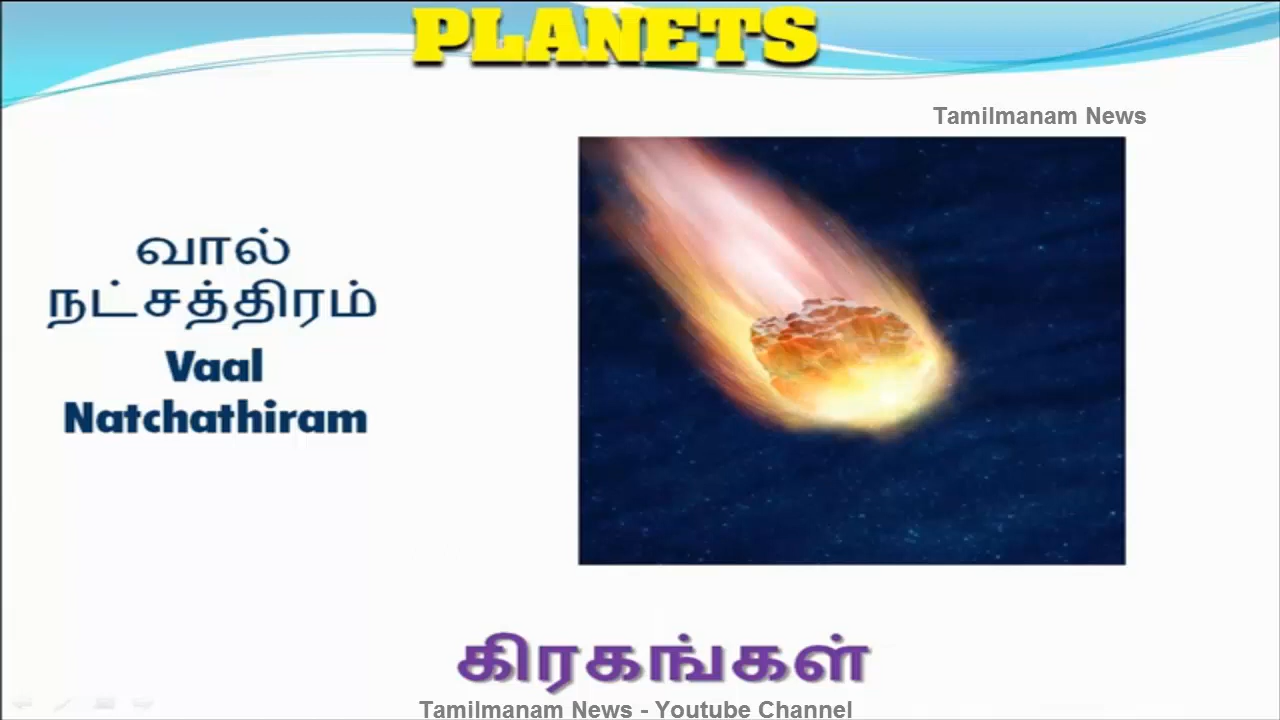 PLANETS
Tamilmanam News
வால்
நட்சத்திரம்
Vaal
Natchathiram
கிரகங்கள்
Tamilmanam News - Youtube Channel